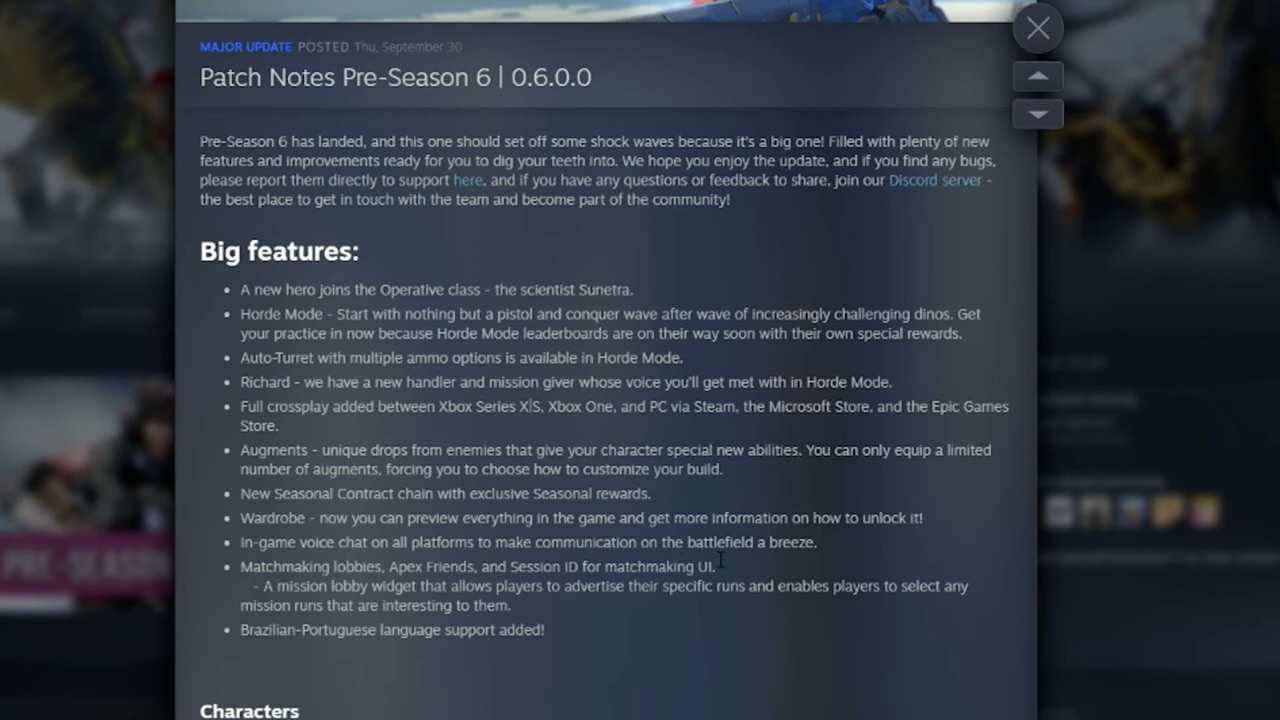 MAJOR UPDATE POSTED Thu, September 30
Patch Notes Pre-Season 6 | 0.6.0.0
Pre-Season 6 has landed, and this one should set off some shock waves because it's a big one! Filled with plenty of new
features and improvements ready for you to dig your teeth into. We hope you enjoy the update, and if you find any bugs,
please report them directly to support here, and if you have any questions or feedback to share, join our Discord server -
the best place to get in touch with the team and become part of the community!
Big features:
• A new hero joins the Operative class - the scientist Sunetra.
• Horde Mode - Start with nothing but a pistol and conquer wave after wave of increasingly challenging dinos. Get
your practice in now because Horde Mode leaderboards are on their way soon with their own special rewards.
• Auto-Turret with multiple ammo options is available in Horde Mode.
• Richard - we have a new handler and mission giver whose voice you'll get met with in Horde Mode.
• Full crossplay added between Xbox Series X|S, Xbox One, and PC via Steam, the Microsoft Store, and the Epic Games
Store.
• Augments - unique drops from enemies that give your character special new abilities. You can only equip a limited
number of augments, forcing you to choose how to customize your build.
• New Seasonal Contract chain with exclusive Seasonal rewards.
• Wardrobe - now you can preview everything in the game and get more information on how to unlock it!
• In-game voice chat on all platforms to make communication on the battlefield a breeze.
• Matchmaking lobbies, Apex Friends, and Session ID for matchmaking UI.
- A mission lobby widget that allows players to advertise their specific runs and enables players to select any
mission runs that are interesting to them.
• Brazilian-Portuguese language support added!
Characters
PRE-SEASON